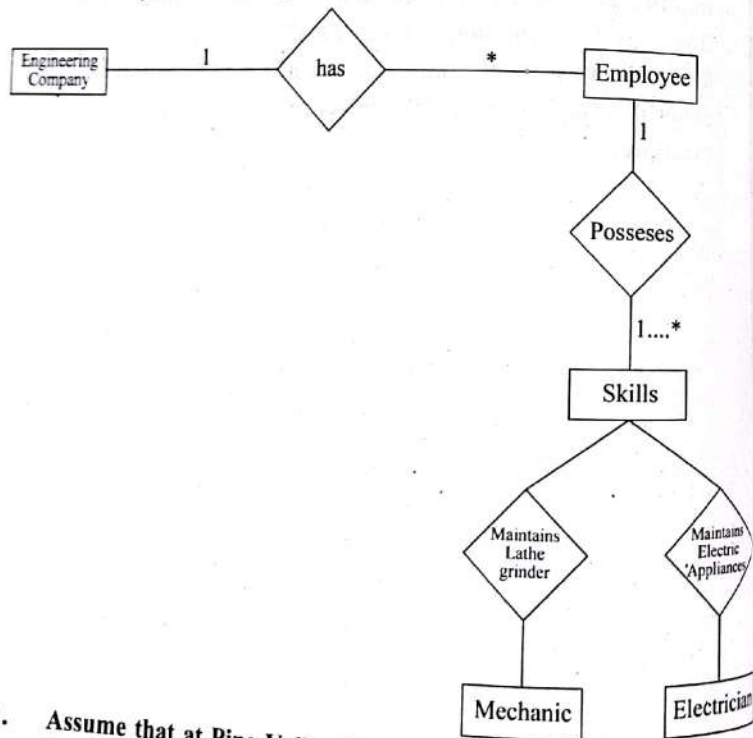 Engineering
Company
1
has
*
Employee
1
Posseses
1....*
Skills
Maintains
Lathe
grinder
Maintains
Electric
'Appliances
Mechanic
Electrician
. Assume that at